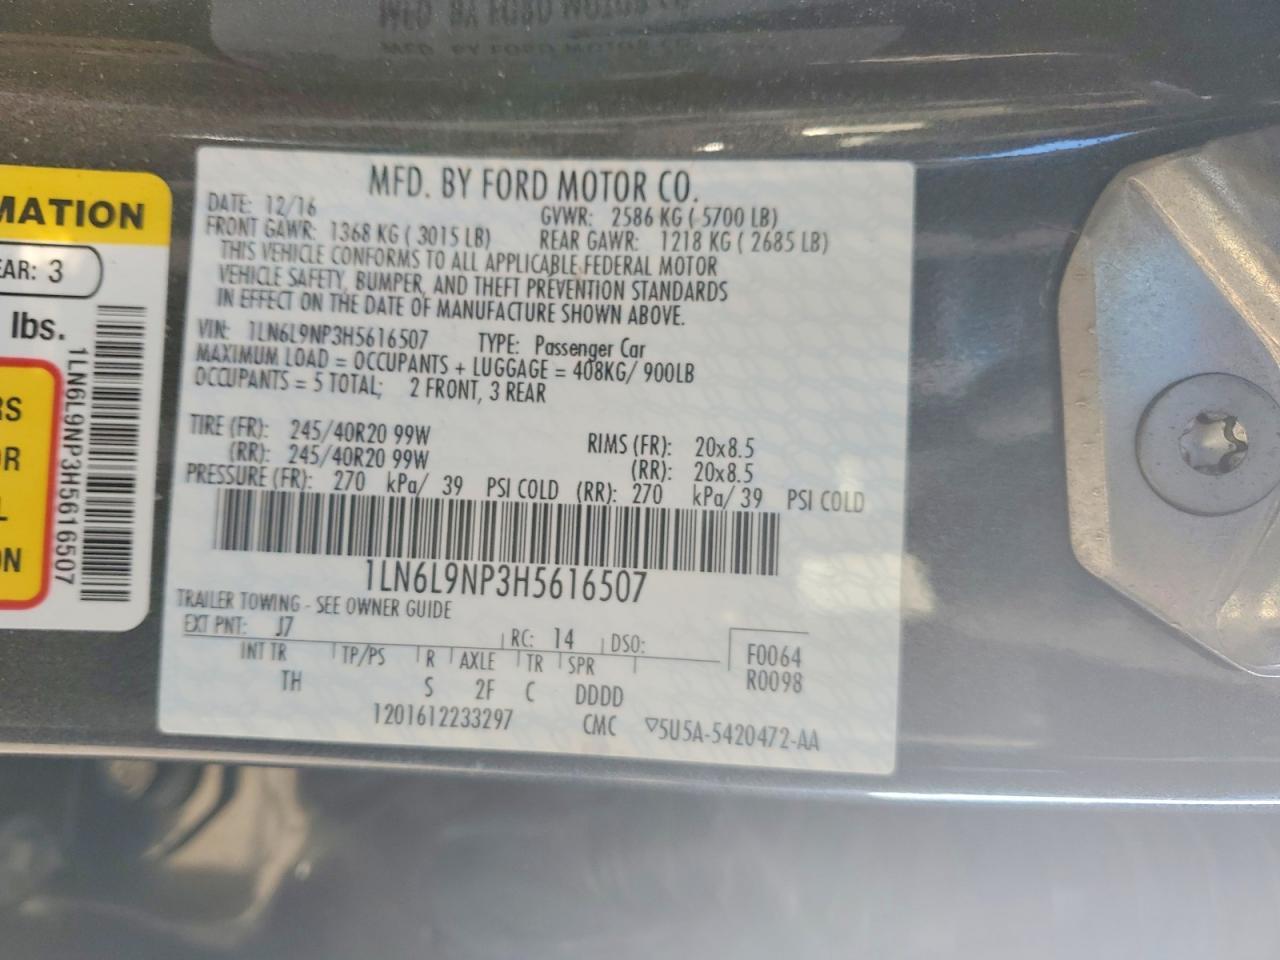 MFD. BY FORD MOTOR CO.
DATE: 12/16
GVWR: 2586 KG ( 5700 LB)
FRONT GAWR: 1368 KG ( 3015 LB)
REAR GAWR: 1218 KG ( 2685 LB)
THIS VEHICLE CONFORMS TO ALL APPLICABLE FEDERAL MOTOR
VEHICLE SAFETY, BUMPER, AND THEFT PREVENTION STANDARDS
IN EFFECT ON THE DATE OF MANUFACTURE SHOWN ABOVE.
VIN: 1LN6L9NP3H5616507 TYPE: Passenger Car
MAXIMUM LOAD = OCCUPANTS + LUGGAGE = 408KG/ 900LB
OCCUPANTS = 5 TOTAL; 2 FRONT, 3 REAR
TIRE (FR): 245/40R20 99W RIMS (FR): 20x8.5
(RR): 245/40R20 99W (RR): 20x8.5
PRESSURE (FR): 270 kPa/ 39 PSI COLD (RR): 270 kPa/ 39 PSI COLD
1LN6L9NP3H5616507
TRAILER TOWING - SEE OWNER GUIDE
EXT PNT: J7 RC: 14 DSO:
INT TR TP/PS R AXLE TR SPR
TH S 2F C DDDD
F0064
R0098
1201612233297 CMC 5U5A-5420472-AA
MATION
EAR: 3
lbs.
1LN6L9NP3H5616507
RS
OR
L
ON